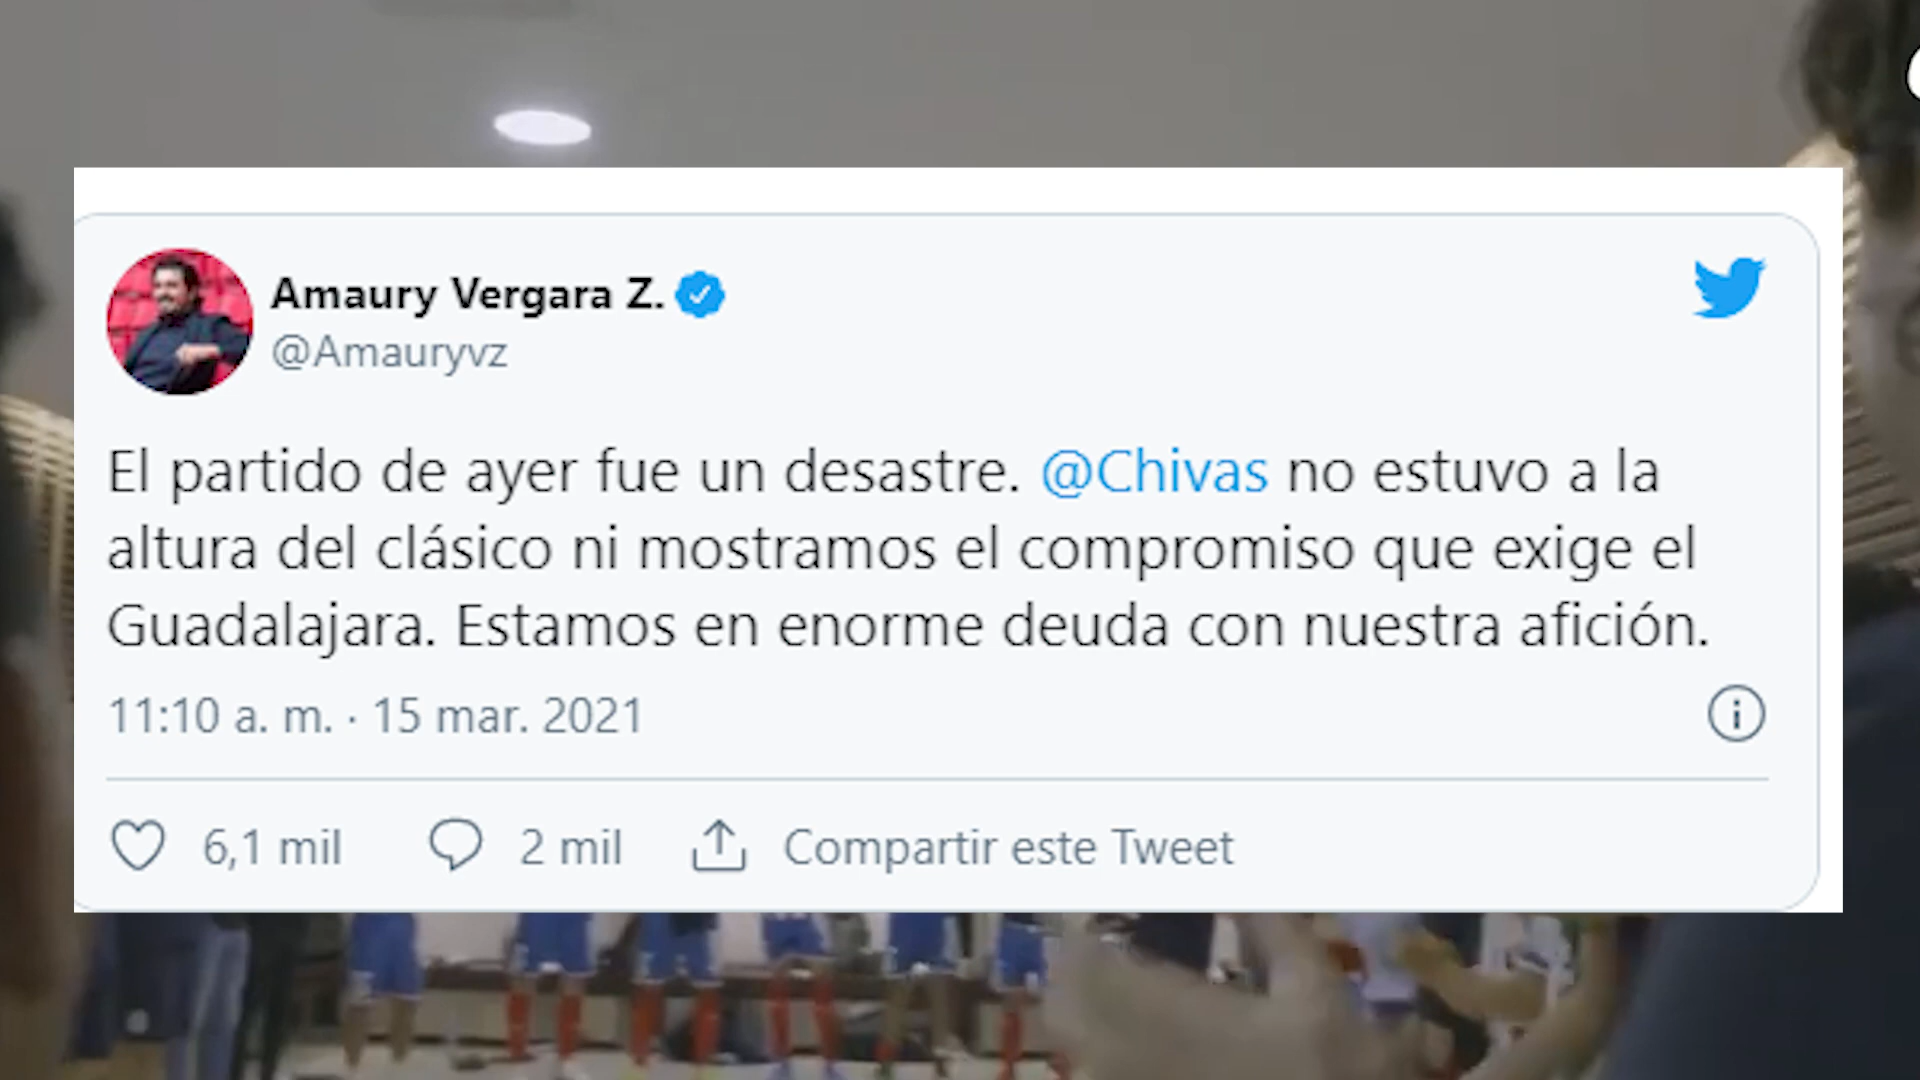 Amaury Vergara Z.
@Amauryvz
El partido de ayer fue un desastre. @Chivas no estuvo a la
altura del clásico ni mostramos el compromiso que exige el
Guadalajara. Estamos en enorme deuda con nuestra afición.
11:10 a. m. · 15 mar. 2021
6,1 mil 2 mil Compartir este Tweet